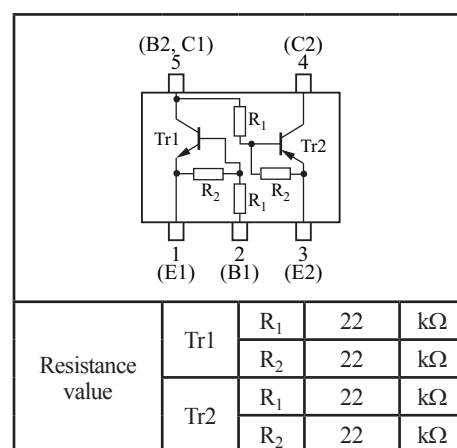 (B2, C1) (C2)
5 4
R1
Tr1 Tr2
R2 R2
R1
1 2 3
(E1) (B1) (E2)
Resistance value Tr1 R1 22 kΩ
R2 22 kΩ
Tr2 R1 22 kΩ
R2 22 kΩ